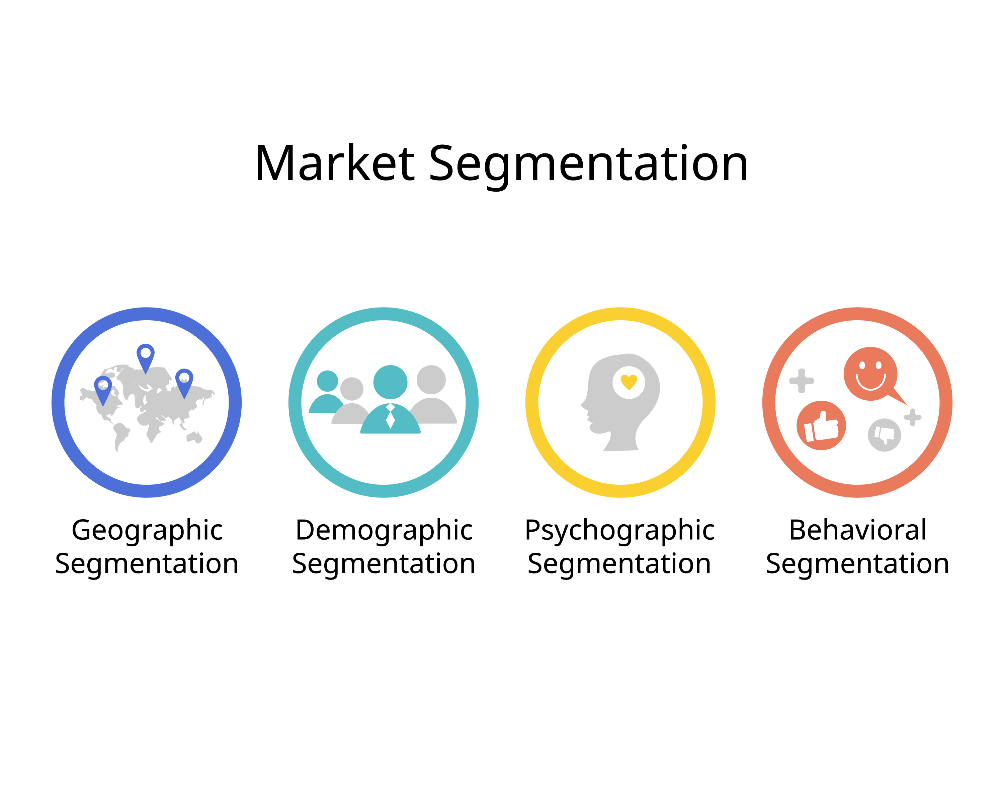 Market Segmentation
Geographic
Segmentation
Demographic
Segmentation
Psychographic
Segmentation
Behavioral
Segmentation